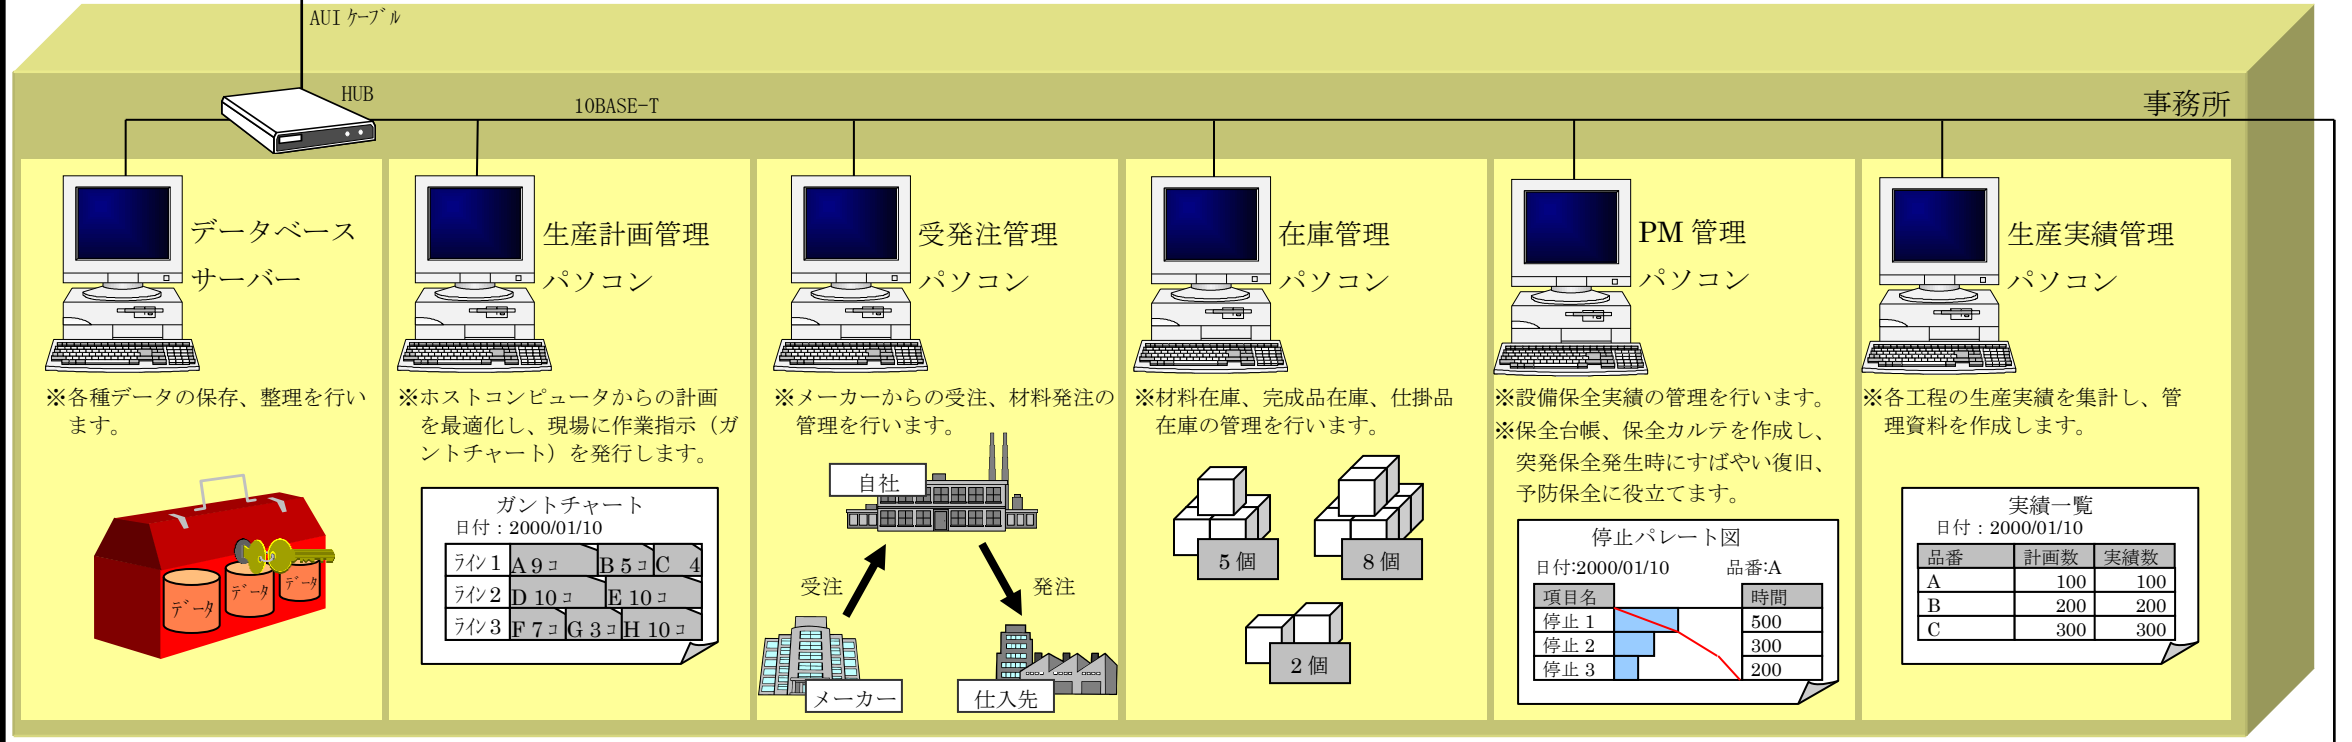 AUI ｹｰﾌﾞﾙ
HUB
10BASE-T
事務所
データベース
サーバー
※各種データの保存、整理を行い
ます。
データ
データ
データ
生産計画管理
パソコン
※ホストコンピュータからの計画
を最適化し、現場に作業指示（ガ
ントチャート）を発行します。
ガントチャート
日付：2000/01/10
ﾗｲﾝ 1 A 9 ｺ B 5 ｺ C 4
ﾗｲﾝ 2 D 10 ｺ E 10 ｺ
ﾗｲﾝ 3 F 7 ｺ G 3 ｺ H 10 ｺ
受発注管理
パソコン
※メーカーからの受注、材料発注の
管理を行います。
自社
受注
発注
メーカー
仕入先
在庫管理
パソコン
※材料在庫、完成品在庫、仕掛品
在庫の管理を行います。
5 個
8 個
2 個
PM 管理
パソコン
※設備保全実績の管理を行います。
※保全台帳、保全カルテを作成し、
突発保全発生時にすばやい復旧、
予防保全に役立てます。
停止パレート図
日付:2000/01/10 品番:A
項目名 時間
停止 1 500
停止 2 300
停止 3 200
生産実績管理
パソコン
※各工程の生産実績を集計し、管
理資料を作成します。
実績一覧
日付：2000/01/10
品番 計画数 実績数
A 100 100
B 200 200
C 300 300